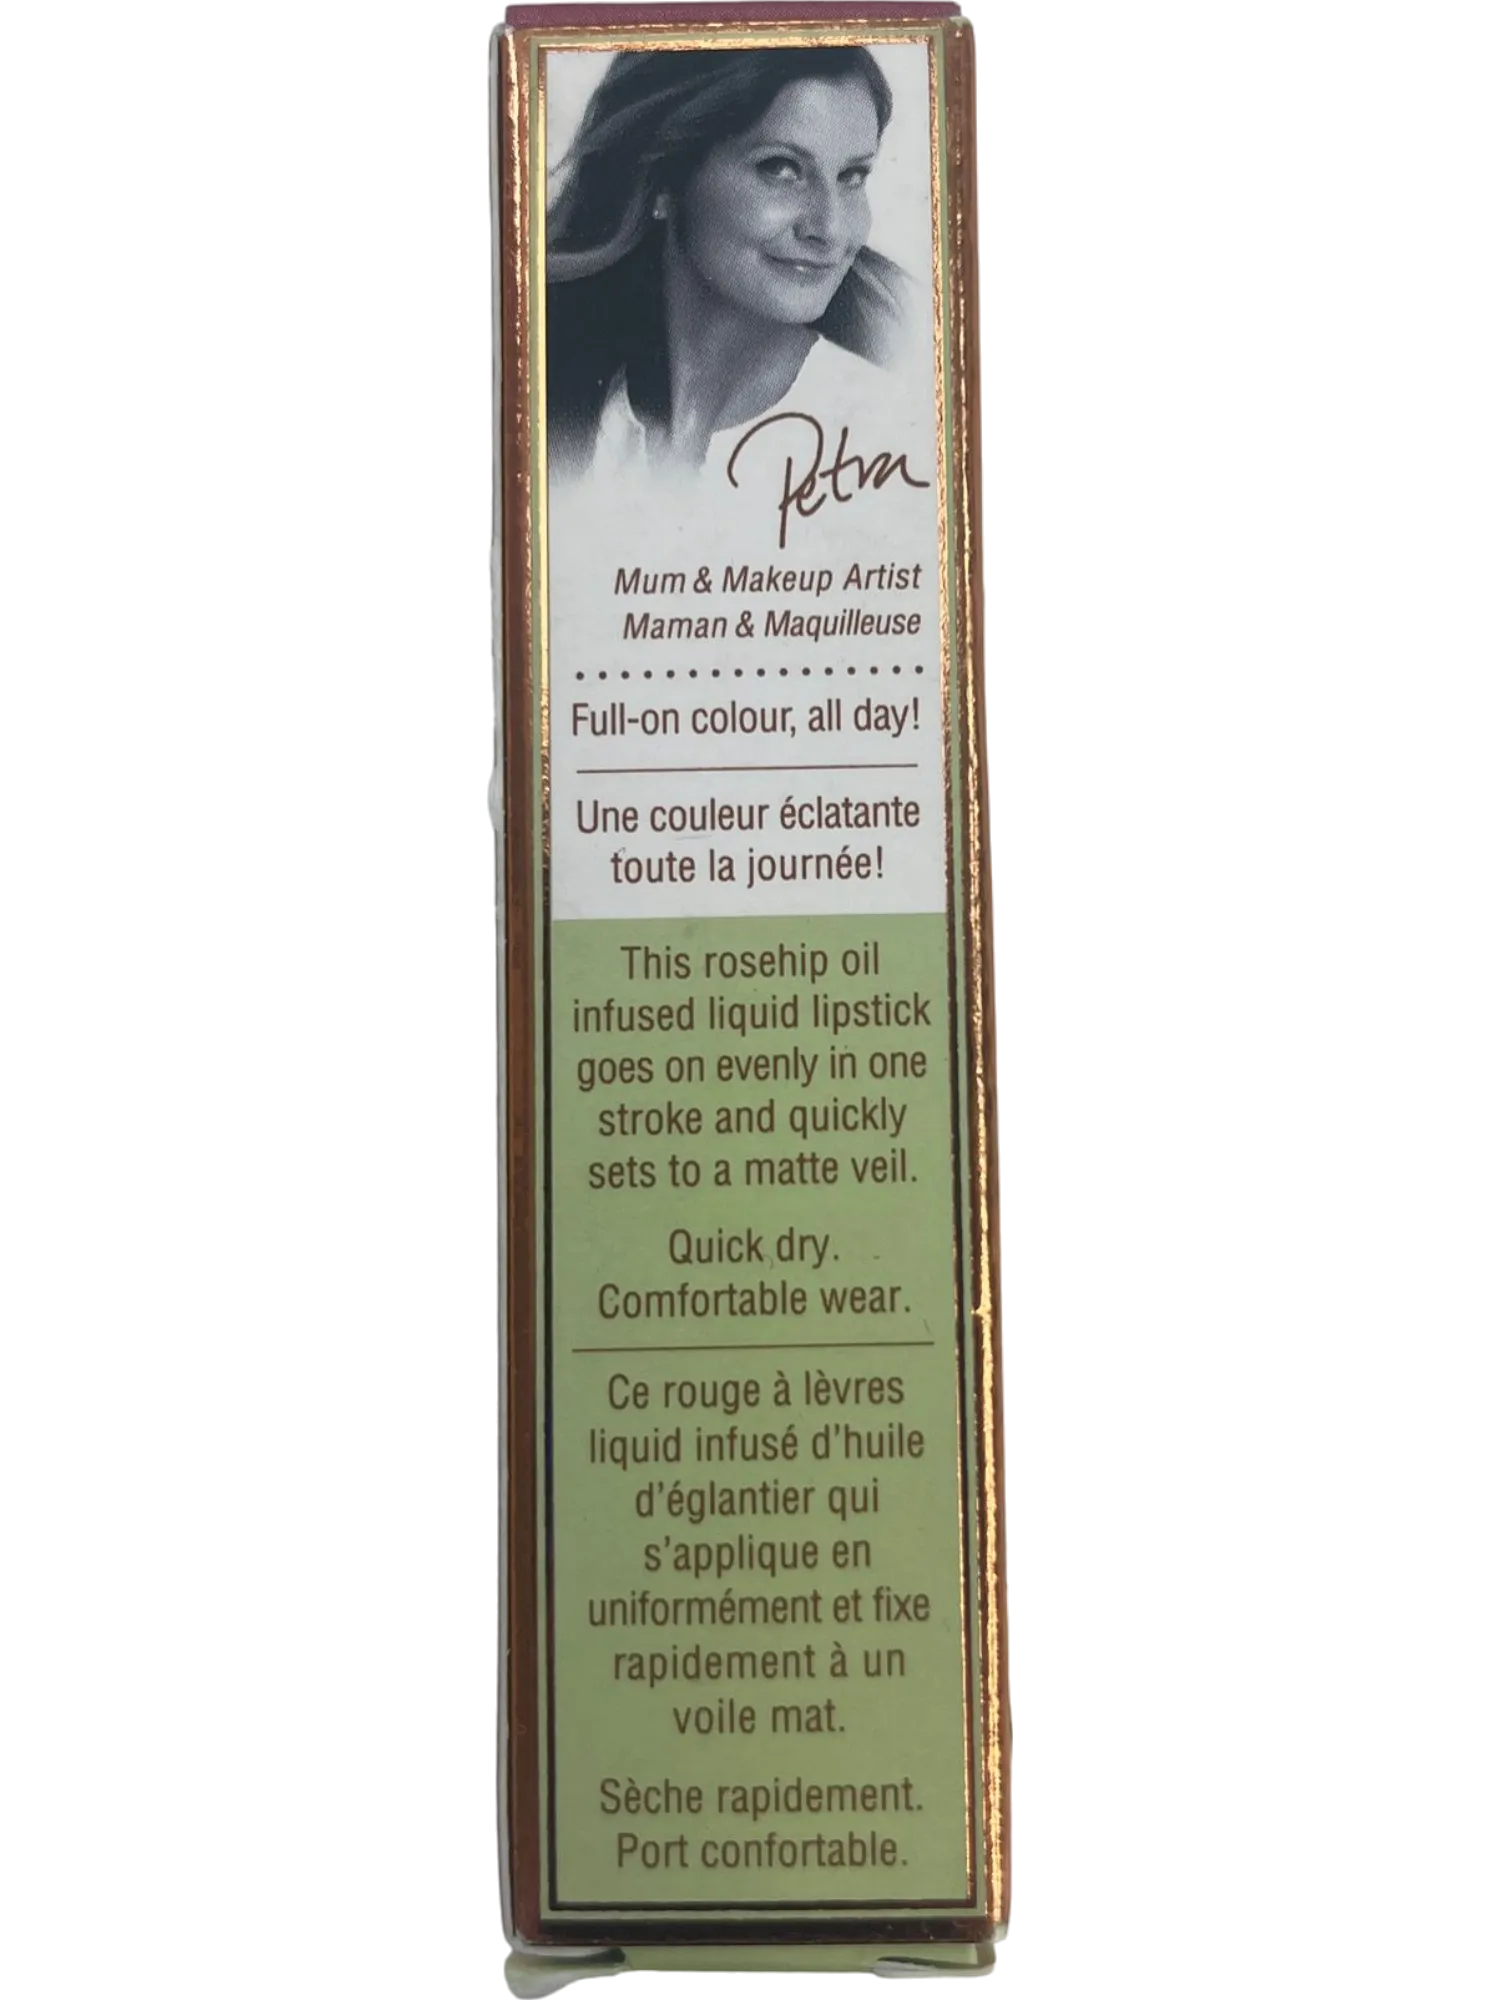 Petra
Mum & Makeup Artist
Maman & Maquilleuse
Full-on colour, all day!
Une couleur éclatante
toute la journée!
This rosehip oil
infused liquid lipstick
goes on evenly in one
stroke and quickly
sets to a matte veil.
Quick dry.
Comfortable wear.
Ce rouge à lèvres
liquid infusé d'huile
d'églantier qui
s'applique en
uniformément et fixe
rapidement à un
voile mat.
Sèche rapidement.
Port confortable.